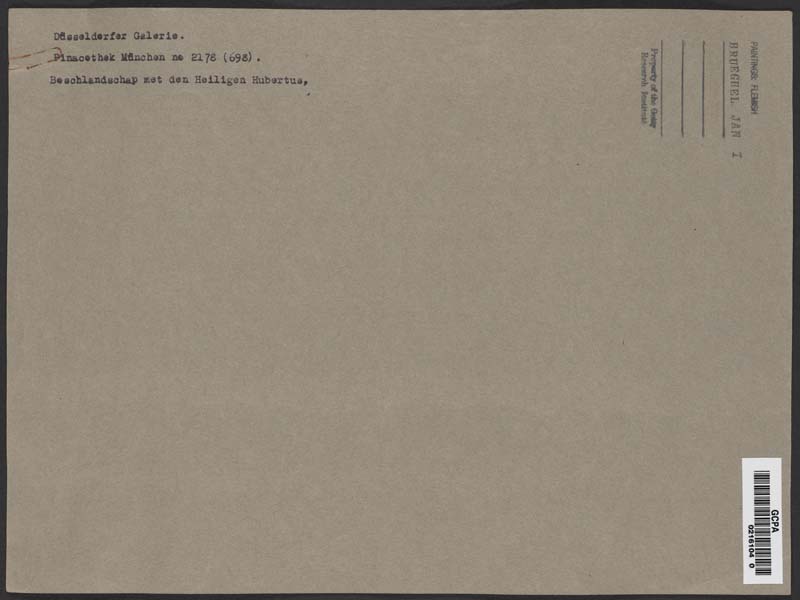 Düsseldorfer Galerie.
Pinacothek München no 2178 (698).
Boschlandschap met den Heiligen Hubertus,
PAINTINGS: FLEMISH
BRUEGHEL, JAN I
Property of the Getty
Research Institute
GCPA
0216104 0